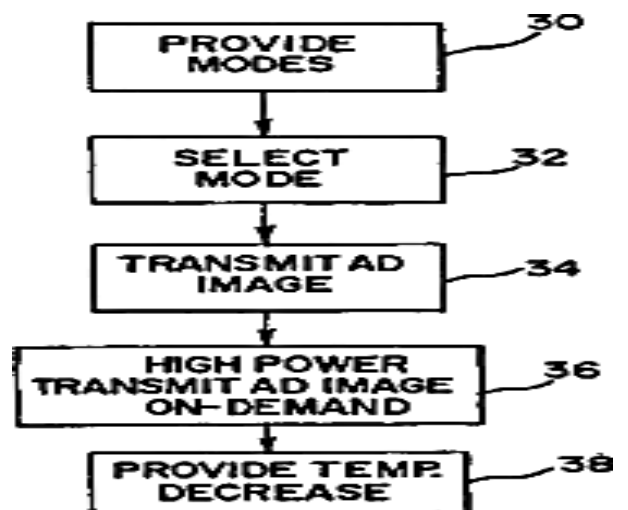 PROVIDE
MODES
30
SELECT
MODE
32
TRANSMIT AD
IMAGE
34
HIGH POWER
TRANSMIT AD IMAGE
ON-DEMAND
36
PROVIDE TEMP.
DECREASE
38